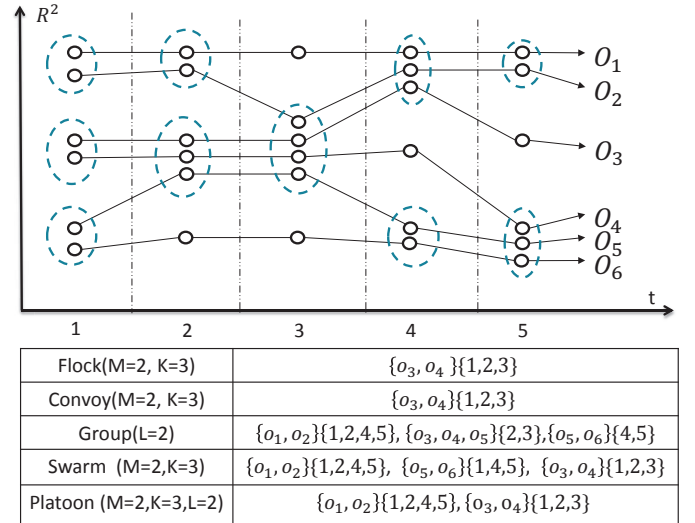 R²
O₁
O₂
O₃
O₄
O₅
O₆
t
1 2 3 4 5
Flock(M=2, K=3) {o₃, o₄ }{1,2,3}
Convoy(M=2, K=3) {o₃, o₄}{1,2,3}
Group(L=2) {o₁, o₂}{1,2,4,5}, {o₃, o₄, o₅}{2,3},{o₅, o₆}{4,5}
Swarm (M=2,K=3) {o₁, o₂}{1,2,4,5}, {o₅, o₆}{1,4,5}, {o₃, o₄}{1,2,3}
Platoon (M=2,K=3,L=2) {o₁, o₂}{1,2,4,5},{o₃, o₄}{1,2,3}